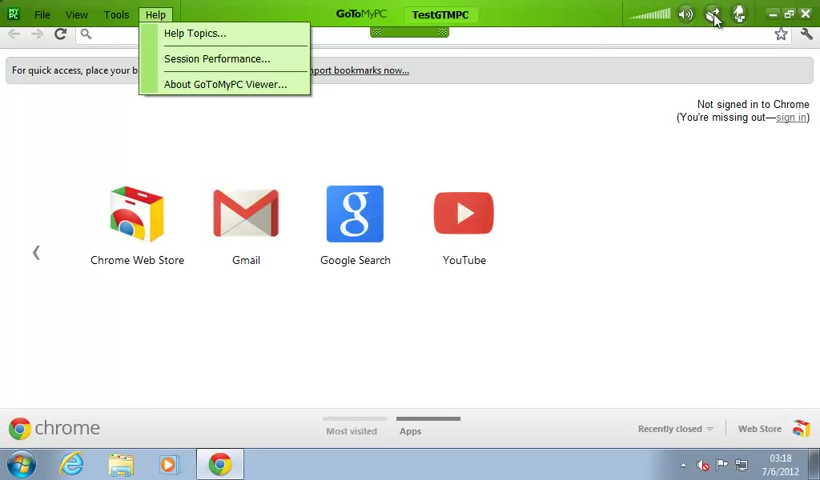 File View Tools Help GoToMyPC TestGTMPC
Help Topics...
Session Performance...
About GoToMyPC Viewer...
For quick access, place your b
port bookmarks now...
Not signed in to Chrome
(You're missing out—sign in)
Chrome Web Store Gmail Google Search YouTube
chrome Most visited Apps Recently closed Web Store
03:18
7/6/2012